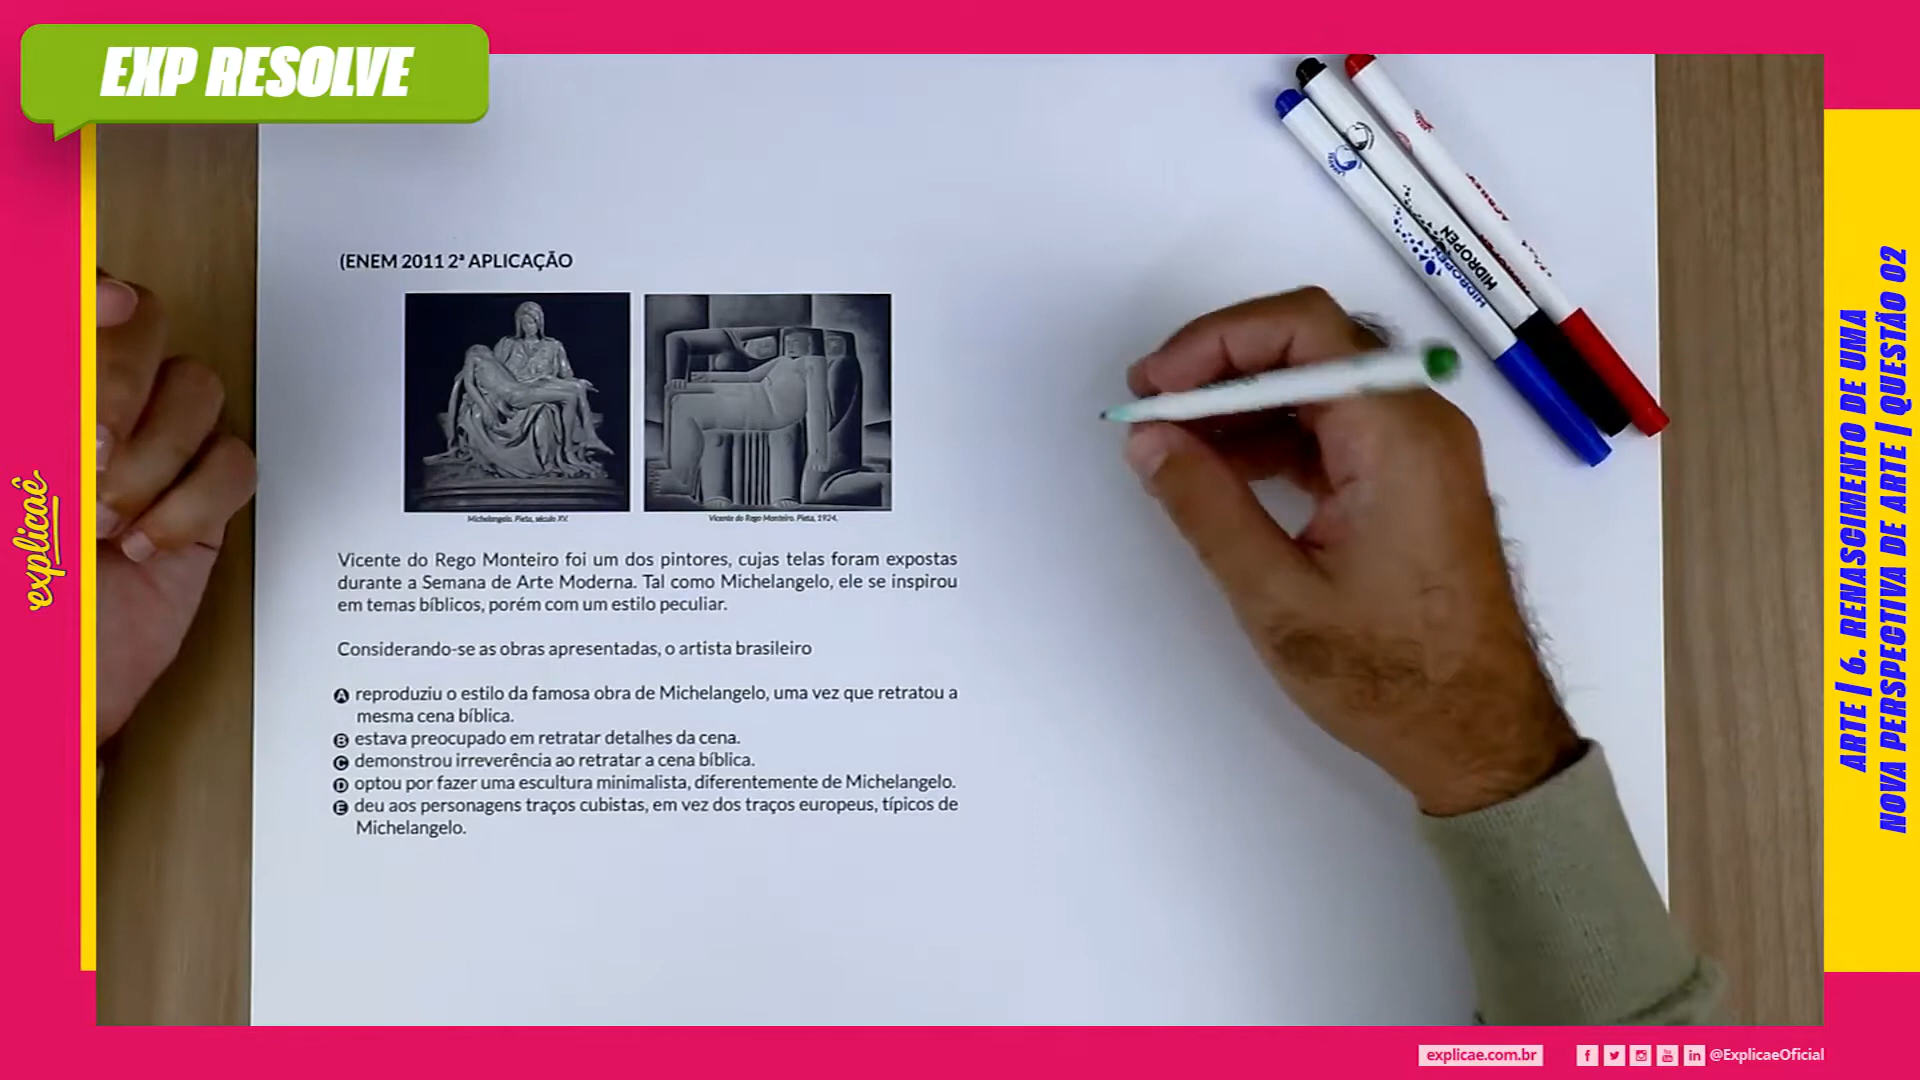 EXP RESOLVE
(ENEM 2011 2ª APLICAÇÃO
Michelangelo. Pieta, século XV.
Vicente do Rego Monteiro. Pieta, 1924.
Vicente do Rego Monteiro foi um dos pintores, cujas telas foram expostas
durante a Semana de Arte Moderna. Tal como Michelangelo, ele se inspirou
em temas bíblicos, porém com um estilo peculiar.
Considerando-se as obras apresentadas, o artista brasileiro
A reproduziu o estilo da famosa obra de Michelangelo, uma vez que retratou a
mesma cena bíblica.
B estava preocupado em retratar detalhes da cena.
C demonstrou irreverência ao retratar a cena bíblica.
D optou por fazer uma escultura minimalista, diferentemente de Michelangelo.
E deu aos personagens traços cubistas, em vez dos traços europeus, típicos de
Michelangelo.
HIDROPEN
HIDROPEN
explicaê
ARTE | 6. RENASCIMENTO DE UMA
NOVA PERSPECTIVA DE ARTE | QUESTÃO 02
explicae.com.br
@ExplicaeOficial